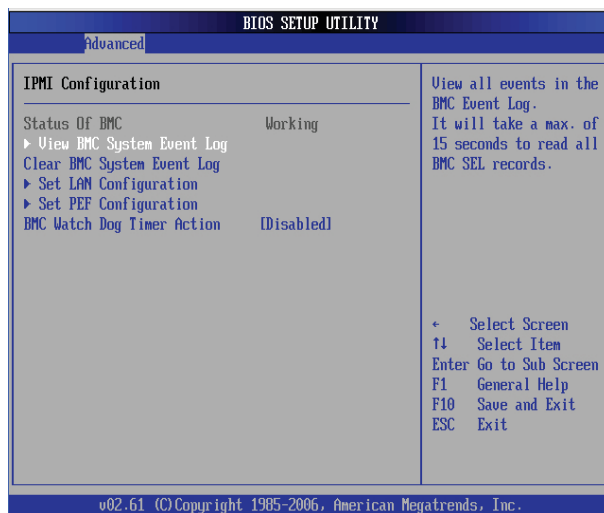 BIOS SETUP UTILITY
Advanced
IPMI Configuration
Status Of BMC Working
▶ View BMC System Event Log
Clear BMC System Event Log
▶ Set LAN Configuration
▶ Set PEF Configuration
BMC Watch Dog Timer Action [Disabled]
View all events in the
BMC Event Log.
It will take a max. of
15 seconds to read all
BMC SEL records.
← Select Screen
↑↓ Select Item
Enter Go to Sub Screen
F1 General Help
F10 Save and Exit
ESC Exit
v02.61 (C)Copyright 1985-2006, American Megatrends, Inc.